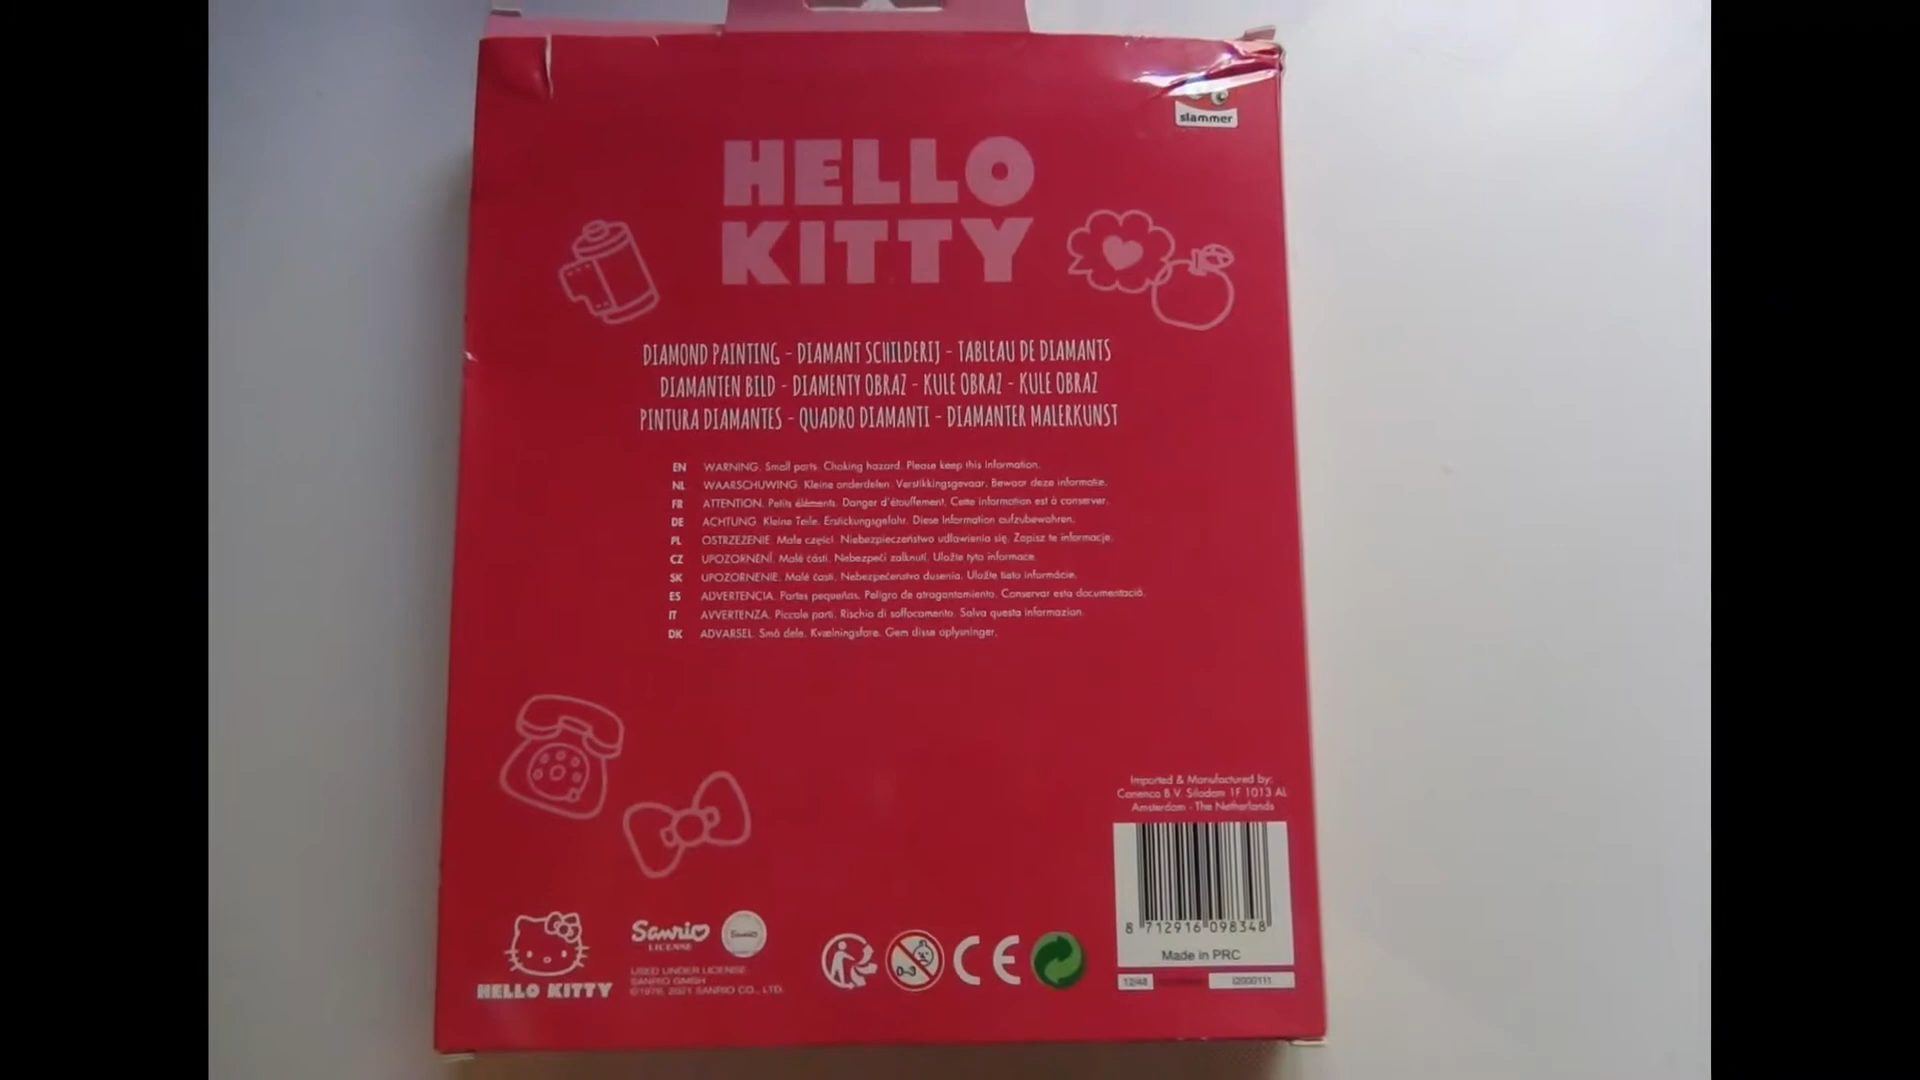 slammer
HELLO
KITTY
DIAMOND PAINTING - DIAMANT SCHILDERIJ - TABLEAU DE DIAMANTS
DIAMANTEN BILD - DIAMENTY OBRAZ - KULE OBRAZ - KULE OBRAZ
PINTURA DIAMANTES - QUADRO DIAMANTI - DIAMANTER MALERKUNST
EN WARNING. Small parts. Choking hazard. Please keep this information.
NL WAARSCHUWING. Kleine onderdelen. Verstikkingsgevaar. Bewaar deze informatie.
FR ATTENTION. Petits éléments. Danger d'étouffement. Cette information est à conserver.
DE ACHTUNG. Kleine Teile. Erstickungsgefahr. Diese Information aufzubewahren.
PL OSTRZEŻENIE. Małe części. Niebezpieczeństwo udławienia się. Zapisz te informacje.
CZ UPOZORNENÍ. Malé části. Nebezpečí zalknutí. Uložte tyto informace.
SK UPOZORNENIE. Malé časti. Nebezpečenstvo dusenia. Uložte tieto informácie.
ES ADVERTENCIA. Partes pequeñas. Peligro de atragantamiento. Conservar esta documentació.
IT AVVERTENZA. Piccole parti. Rischio di soffocamento. Salva questa informazion.
DK ADVARSEL. Små dele. Kvælningsfare. Gem disse oplysninger.
Imported & Manufactured by:
Canenco B.V. Siladam 1F 1013 AL
Amsterdam - The Netherlands
8 712916 098348
Made in PRC
12/48
Sanrio
LICENSE
Sanrio
0-3
CE
HELLO KITTY
USED UNDER LICENSE
SANRIO GMBH
©1976, 2021 SANRIO CO., LTD.